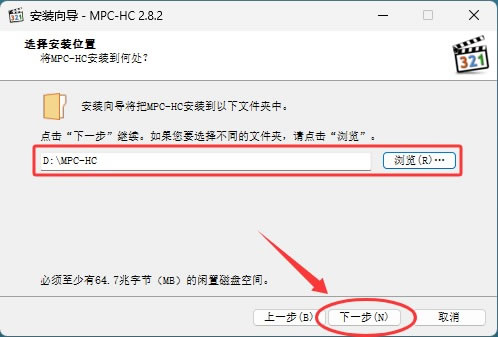 安装向导 - MPC-HC 2.8.2
选择安装位置
将MPC-HC安装到何处?
321
安装向导将把MPC-HC安装到以下文件夹中。
点击“下一步”继续。如果您要选择不同的文件夹，请点击“浏览”。
D:\MPC-HC
浏览(R)…
必须至少有64.7兆字节（MB）的闲置磁盘空间。
上一步(B)
下一步(N)
取消